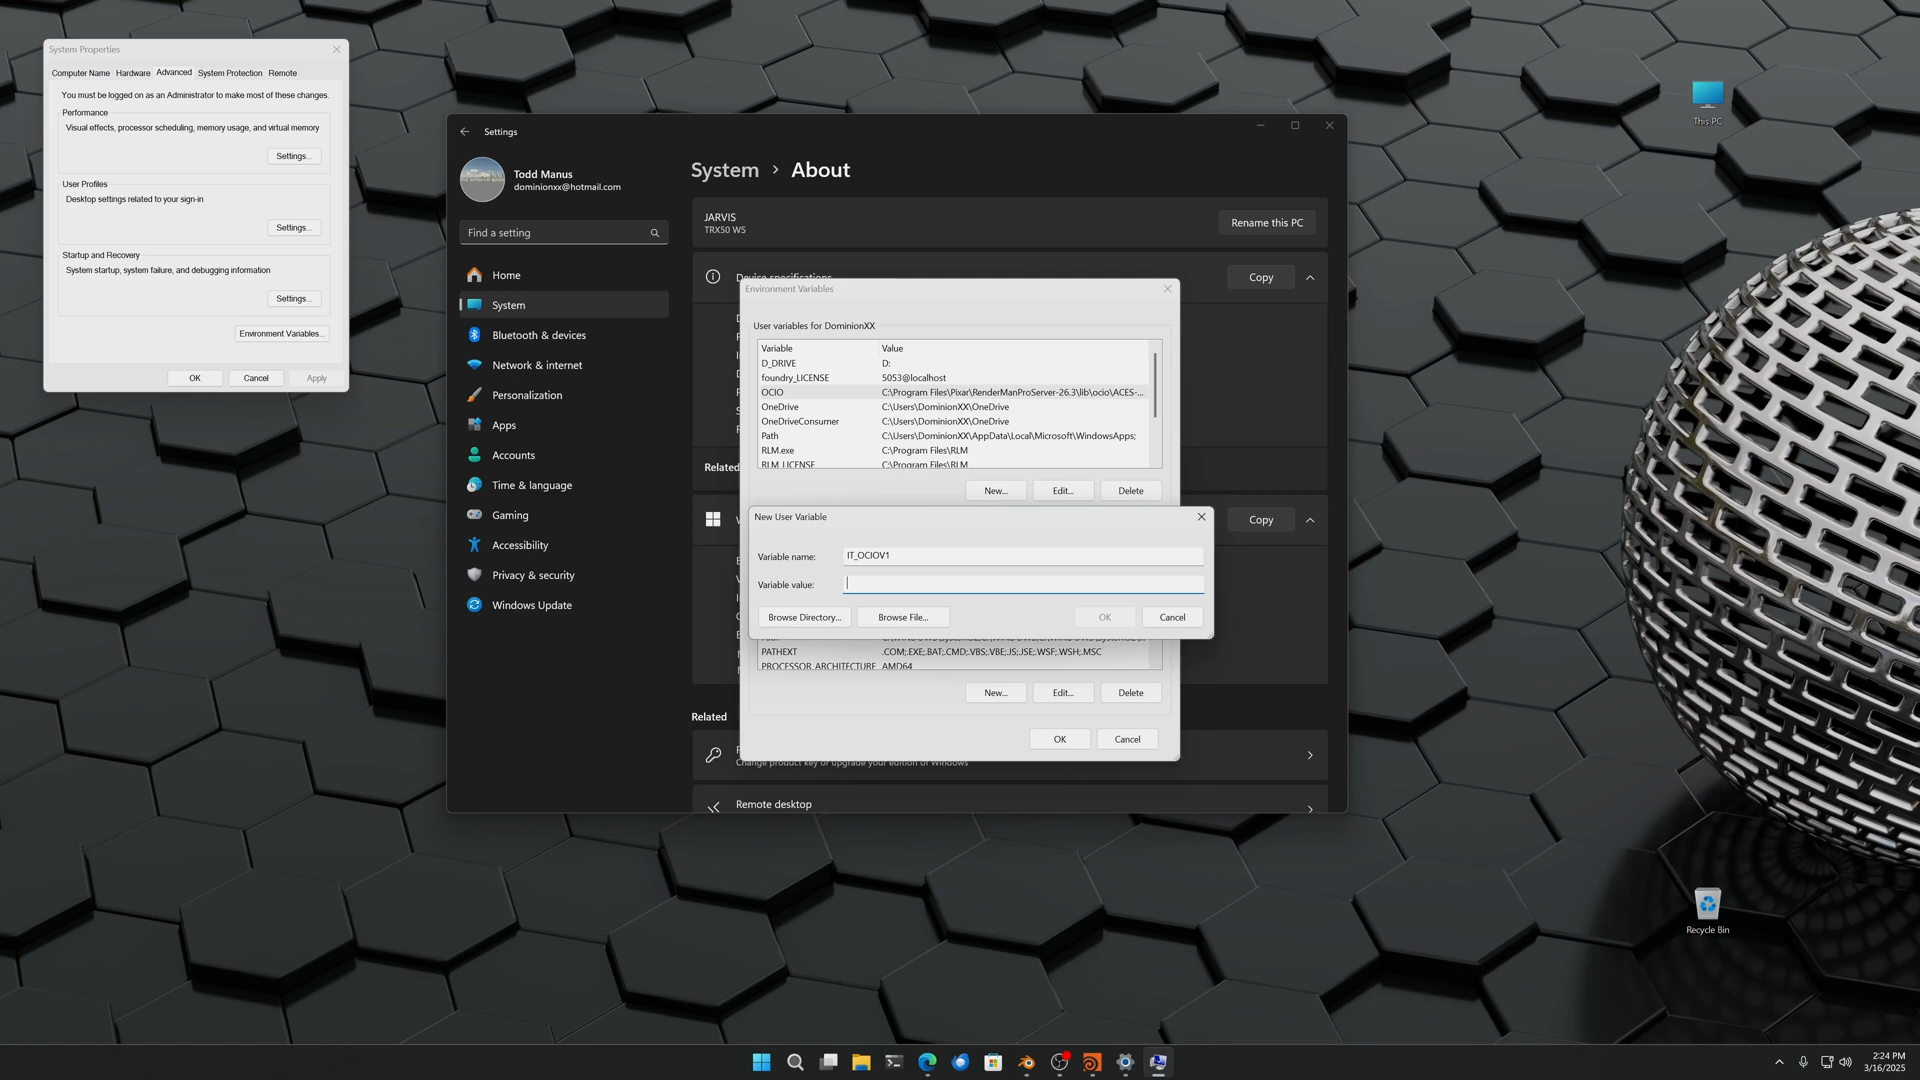 System Properties
Computer Name Hardware Advanced System Protection Remote
You must be logged on as an Administrator to make most of these changes.
Performance
Visual effects, processor scheduling, memory usage, and virtual memory
Settings...
User Profiles
Desktop settings related to your sign-in
Settings...
Startup and Recovery
System startup, system failure, and debugging information
Settings...
Environment Variables...
OK Cancel Apply
Settings
Todd Manus
dominionxx@hotmail.com
Find a setting
Home
System
Bluetooth & devices
Network & internet
Personalization
Apps
Accounts
Time & language
Gaming
Accessibility
Privacy & security
Windows Update
System > About
JARVIS
TRX50 WS
Rename this PC
Device specifications
Copy
Related
Copy
Related
Change product key or upgrade your edition of Windows
Remote desktop
Environment Variables
User variables for DominionXX
Variable Value
D_DRIVE D:
foundry_LICENSE 5053@localhost
OCIO C:\Program Files\Pixar\RenderManProServer-26.3\lib\ocio\ACES-...
OneDrive C:\Users\DominionXX\OneDrive
OneDriveConsumer C:\Users\DominionXX\OneDrive
Path C:\Users\DominionXX\AppData\Local\Microsoft\WindowsApps;
RLM.exe C:\Program Files\RLM
RLM_LICENSE C:\Program Files\RLM
New... Edit... Delete
New User Variable
Variable name: IT_OCIOV1
Variable value:
Browse Directory... Browse File... OK Cancel
PATHEXT .COM;.EXE;.BAT;.CMD;.VBS;.VBE;.JS;.JSE;.WSF;.WSH;.MSC
PROCESSOR_ARCHITECTURE AMD64
New... Edit... Delete
OK Cancel
This PC
Recycle Bin
2:24 PM
3/16/2025